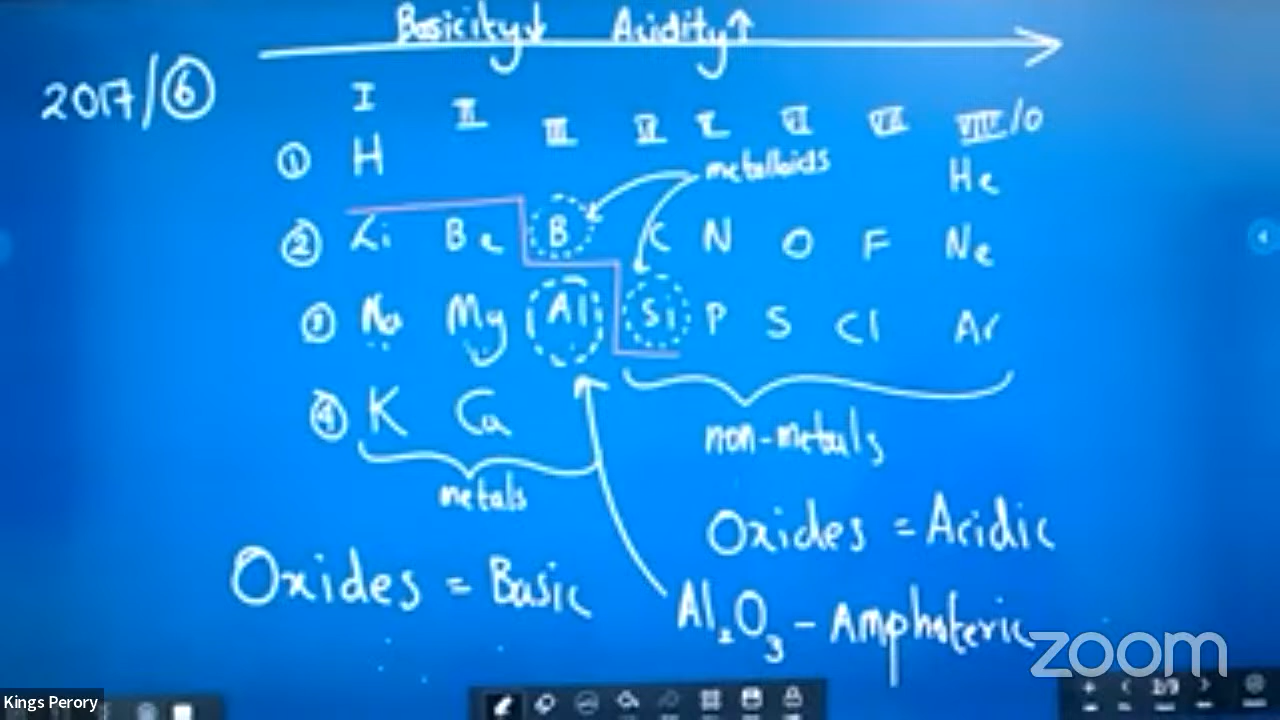 Basicity↓ Acidity↑
2017/⑥
I II III IV V VI VII VIII/0
① H He
metalloids
② Li Be B C N O F Ne
③ Na Mg Al Si P S Cl Ar
④ K Ca
non-metals
metals
Oxides = Acidic
Oxides = Basic
Al₂O₃ - Amphoteric
zoom
Kings Perory